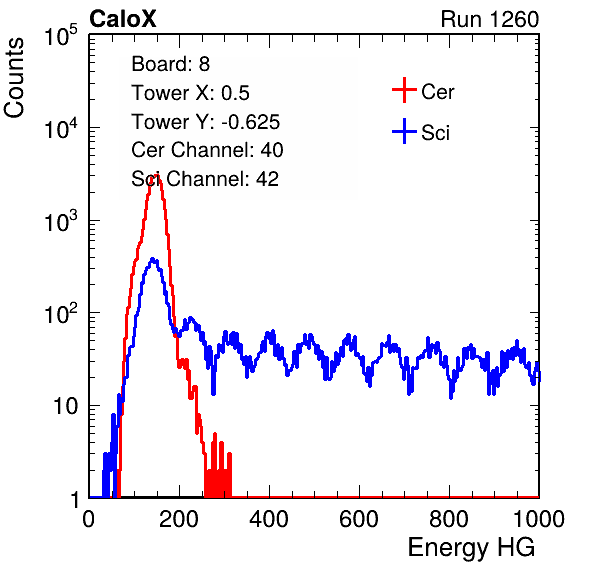 CaloX Run 1260
Counts
Board: 8
Tower X: 0.5
Tower Y: -0.625
Cer Channel: 40
Sci Channel: 42
Cer
Sci
10^5
10^4
10^3
10^2
10
1
0 200 400 600 800 1000
Energy HG